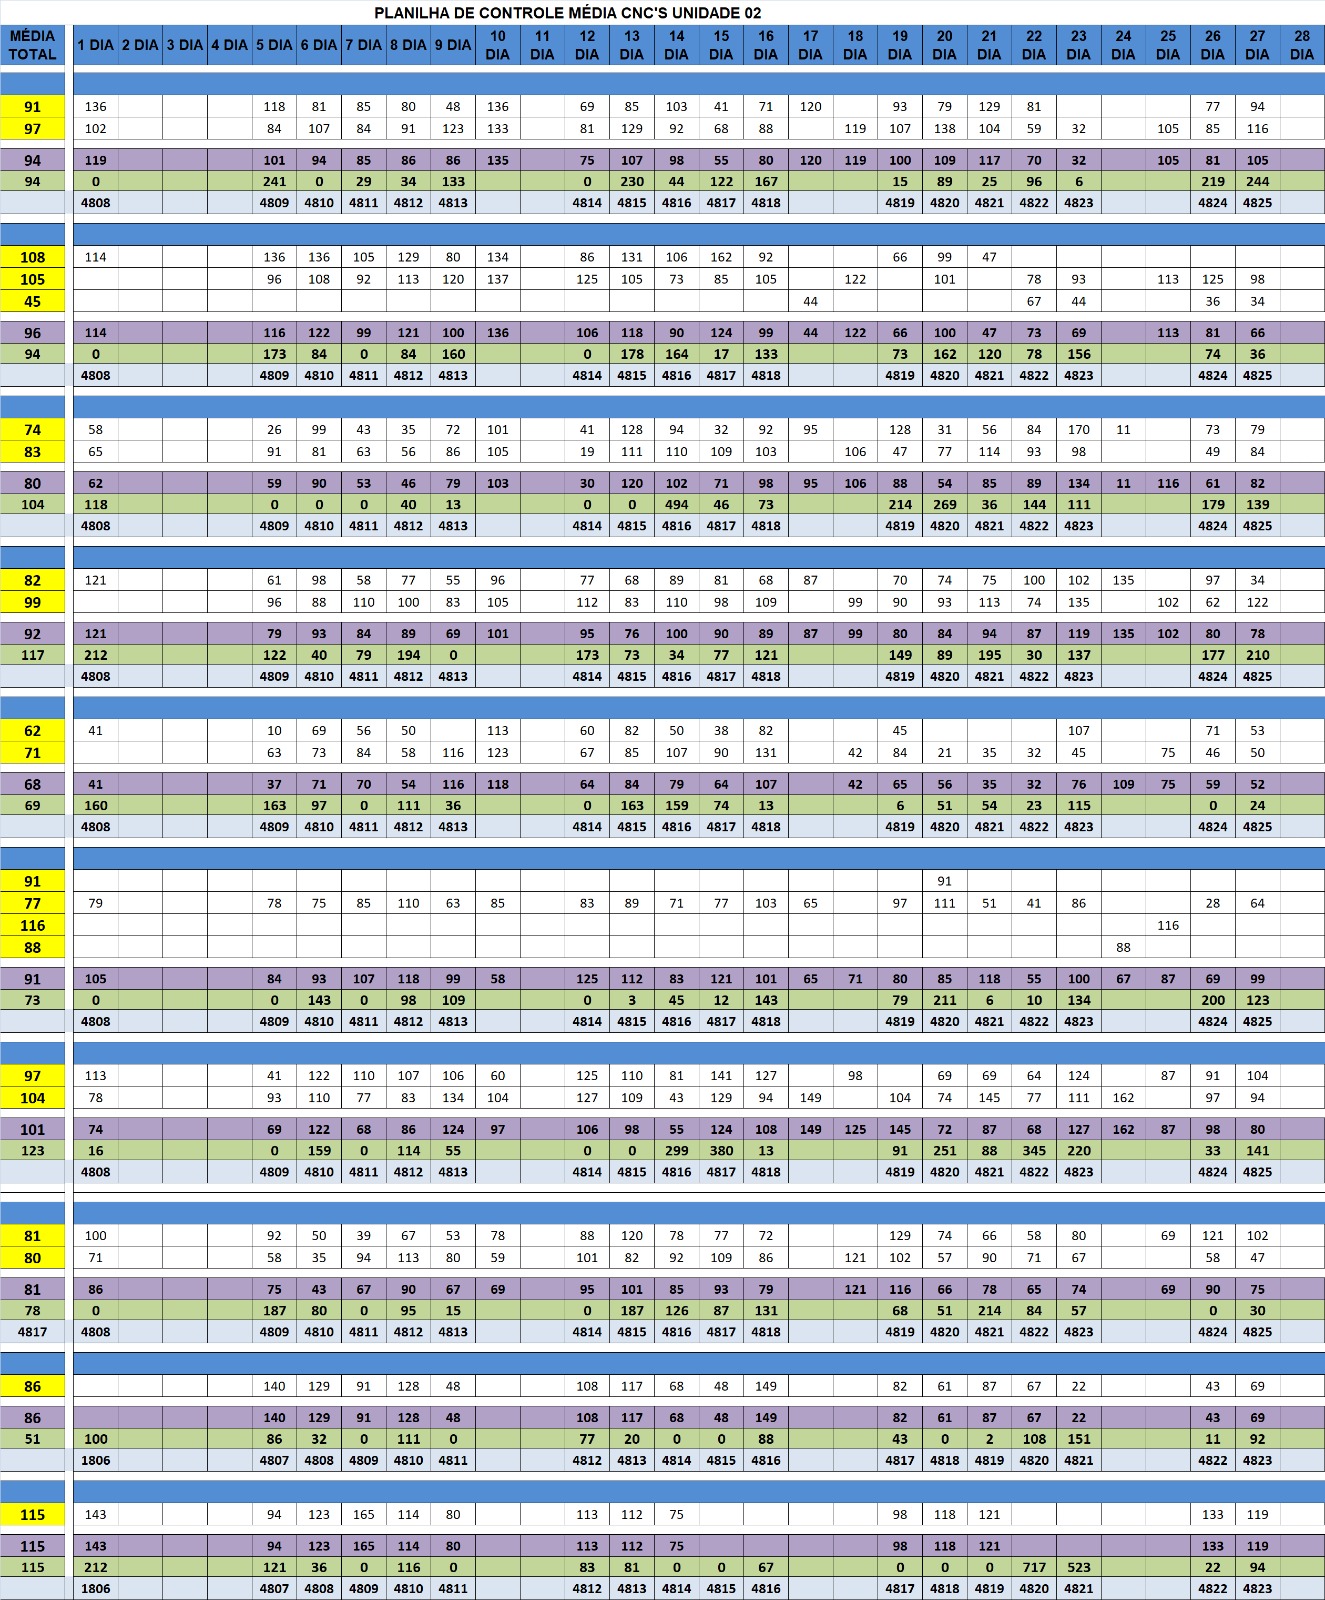 PLANILHA DE CONTROLE MÉDIA CNC'S UNIDADE 02
MÉDIA TOTAL 1 DIA 2 DIA 3 DIA 4 DIA 5 DIA 6 DIA 7 DIA 8 DIA 9 DIA 10 DIA 11 DIA 12 DIA 13 DIA 14 DIA 15 DIA 16 DIA 17 DIA 18 DIA 19 DIA 20 DIA 21 DIA 22 DIA 23 DIA 24 DIA 25 DIA 26 DIA 27 DIA 28 DIA
91 136 118 81 85 80 48 136 69 85 103 41 71 120 93 79 129 81 77 94
97 102 84 107 84 91 123 133 81 129 92 68 88 119 107 138 104 59 32 105 85 116
94 119 101 94 85 86 86 135 75 107 98 55 80 120 119 100 109 117 70 32 105 81 105
94 0 241 0 29 34 133 0 230 44 122 167 15 89 25 96 6 219 244
4808 4809 4810 4811 4812 4813 4814 4815 4816 4817 4818 4819 4820 4821 4822 4823 4824 4825
108 114 136 136 105 129 80 134 86 131 106 162 92 66 99 47
105 96 108 92 113 120 137 125 105 73 85 105 122 101 78 93 113 125 98
45 44 67 44 36 34
96 114 116 122 99 121 100 136 106 118 90 124 99 44 122 66 100 47 73 69 113 81 66
94 0 173 84 0 84 160 0 178 164 17 133 73 162 120 78 156 74 36
4808 4809 4810 4811 4812 4813 4814 4815 4816 4817 4818 4819 4820 4821 4822 4823 4824 4825
74 58 26 99 43 35 72 101 41 128 94 32 92 95 128 31 56 84 170 11 73 79
83 65 91 81 63 56 86 105 19 111 110 109 103 106 47 77 114 93 98 49 84
80 62 59 90 53 46 79 103 30 120 102 71 98 95 106 88 54 85 89 134 11 116 61 82
104 118 0 0 0 40 13 0 0 494 46 73 214 269 36 144 111 179 139
4808 4809 4810 4811 4812 4813 4814 4815 4816 4817 4818 4819 4820 4821 4822 4823 4824 4825
82 121 61 98 58 77 55 96 77 68 89 81 68 87 70 74 75 100 102 135 97 34
99 96 88 110 100 83 105 112 83 110 98 109 99 90 93 113 74 135 102 62 122
92 121 79 93 84 89 69 101 95 76 100 90 89 87 99 80 84 94 87 119 135 102 80 78
117 212 122 40 79 194 0 173 73 34 77 121 149 89 195 30 137 177 210
4808 4809 4810 4811 4812 4813 4814 4815 4816 4817 4818 4819 4820 4821 4822 4823 4824 4825
62 41 10 69 56 50 113 60 82 50 38 82 45 107 71 53
71 63 73 84 58 116 123 67 85 107 90 131 42 84 21 35 32 45 75 46 50
68 41 37 71 70 54 116 118 64 84 79 64 107 42 65 56 35 32 76 109 75 59 52
69 160 163 97 0 111 36 0 163 159 74 13 6 51 54 23 115 0 24
4808 4809 4810 4811 4812 4813 4814 4815 4816 4817 4818 4819 4820 4821 4822 4823 4824 4825
91 91
77 79 78 75 85 110 63 85 83 89 71 77 103 65 97 111 51 41 86 28 64
116 116
88 88
91 105 84 93 107 118 99 58 125 112 83 121 101 65 71 80 85 118 55 100 67 87 69 99
73 0 0 143 0 98 109 0 3 45 12 143 79 211 6 10 134 200 123
4808 4809 4810 4811 4812 4813 4814 4815 4816 4817 4818 4819 4820 4821 4822 4823 4824 4825
97 113 41 122 110 107 106 60 125 110 81 141 127 98 69 69 64 124 87 91 104
104 78 93 110 77 83 134 104 127 109 43 129 94 149 104 74 145 77 111 162 97 94
101 74 69 122 68 86 124 97 106 98 55 124 108 149 125 145 72 87 68 127 162 87 98 80
123 16 0 159 0 114 55 0 0 299 380 13 91 251 88 345 220 33 141
4808 4809 4810 4811 4812 4813 4814 4815 4816 4817 4818 4819 4820 4821 4822 4823 4824 4825
81 100 92 50 39 67 53 78 88 120 78 77 72 129 74 66 58 80 69 121 102
80 71 58 35 94 113 80 59 101 82 92 109 86 121 102 57 90 71 67 58 47
81 86 75 43 67 90 67 69 95 101 85 93 79 121 116 66 78 65 74 69 90 75
78 0 187 80 0 95 15 0 187 126 87 131 68 51 214 84 57 0 30
4817 4808 4809 4810 4811 4812 4813 4814 4815 4816 4817 4818 4819 4820 4821 4822 4823 4824 4825
86 140 129 91 128 48 108 117 68 48 149 82 61 87 67 22 43 69
86 140 129 91 128 48 108 117 68 48 149 82 61 87 67 22 43 69
51 100 86 32 0 111 0 77 20 0 0 88 43 0 2 108 151 11 92
1806 4807 4808 4809 4810 4811 4812 4813 4814 4815 4816 4817 4818 4819 4820 4821 4822 4823
115 143 94 123 165 114 80 113 112 75 98 118 121 133 119
115 143 94 123 165 114 80 113 112 75 98 118 121 133 119
115 212 121 36 0 116 0 83 81 0 0 67 0 0 0 717 523 22 94
1806 4807 4808 4809 4810 4811 4812 4813 4814 4815 4816 4817 4818 4819 4820 4821 4822 4823